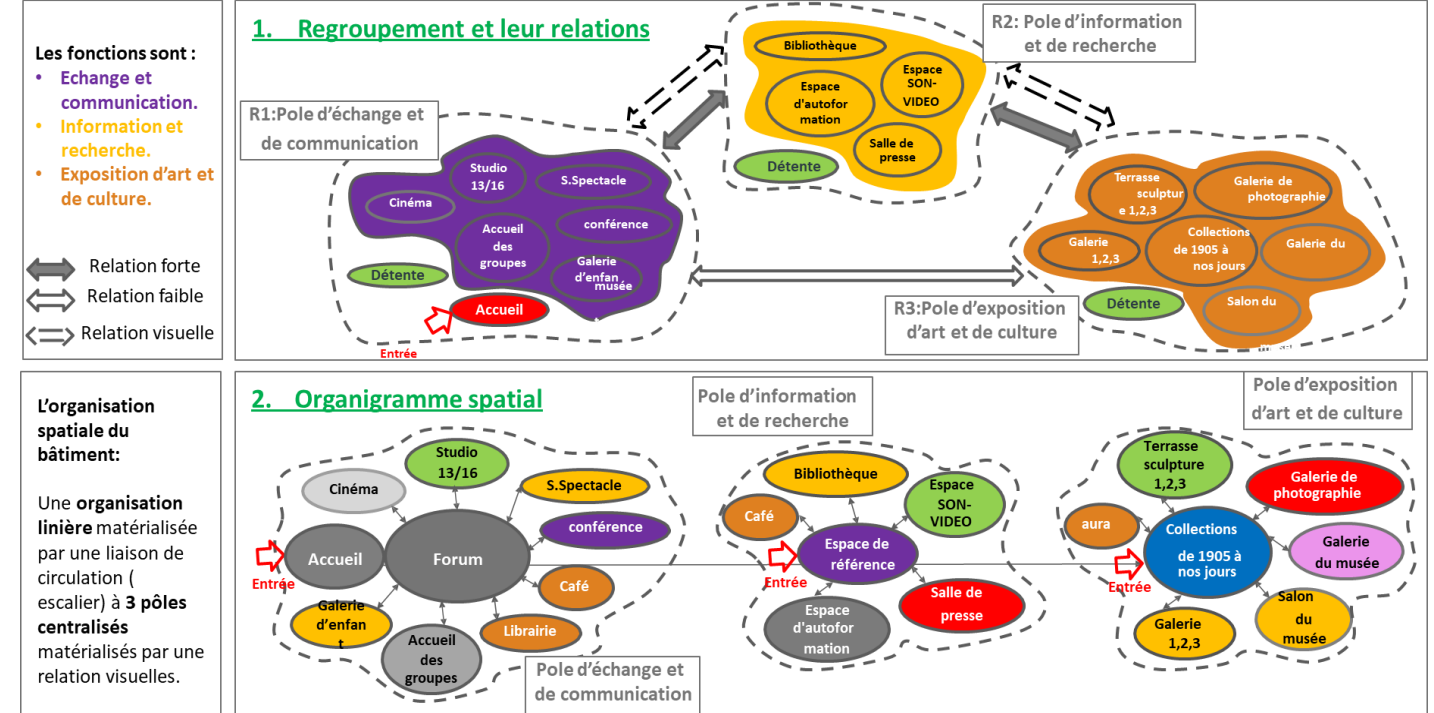 Les fonctions sont :
• Echange et
communication.
• Information et
recherche.
• Exposition d'art et
de culture.
Relation forte
Relation faible
Relation visuelle
1. Regroupement et leur relations
R1:Pole d'échange et
de communication
Studio
13/16
S.Spectacle
Cinéma
conférence
Accueil
des
groupes
Galerie
d'enfan
musée
Détente
Accueil
Entrée
R2: Pole d'information
et de recherche
Bibliothèque
Espace
SON-
VIDEO
Espace
d'autofor
mation
Salle de
presse
Détente
R3:Pole d'exposition
d'art et de culture
Terrasse
sculptur
e 1,2,3
Galerie de
photographie
Galerie
1,2,3
Collections
de 1905 à
nos jours
Galerie du
Détente
Salon du
L'organisation
spatiale du
bâtiment:
Une organisation
linière matérialisée
par une liaison de
circulation (
escalier) à 3 pôles
centralisés
matérialisés par une
relation visuelles.
2. Organigramme spatial
Studio
13/16
Cinéma
S.Spectacle
conférence
Accueil
Forum
Entrée
Café
Galerie
d'enfan
t
Librairie
Accueil
des
groupes
Pole d'échange et
de communication
Pole d'information
et de recherche
Bibliothèque
Espace
SON-
VIDEO
Café
Espace de
référence
Entrée
Salle de
presse
Espace
d'autofor
mation
Pole d'exposition
d'art et de culture
Terrasse
sculpture
1,2,3
Galerie de
photographie
aura
Collections
de 1905 à
nos jours
Galerie
du musée
Entrée
Salon
du
musée
Galerie
1,2,3